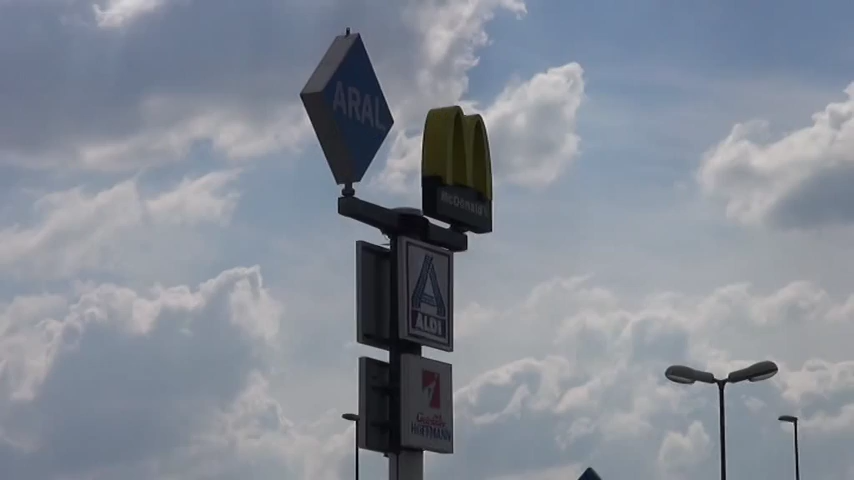 ARAL
McDonald's
ALDI
Getränke
HOFFMANN